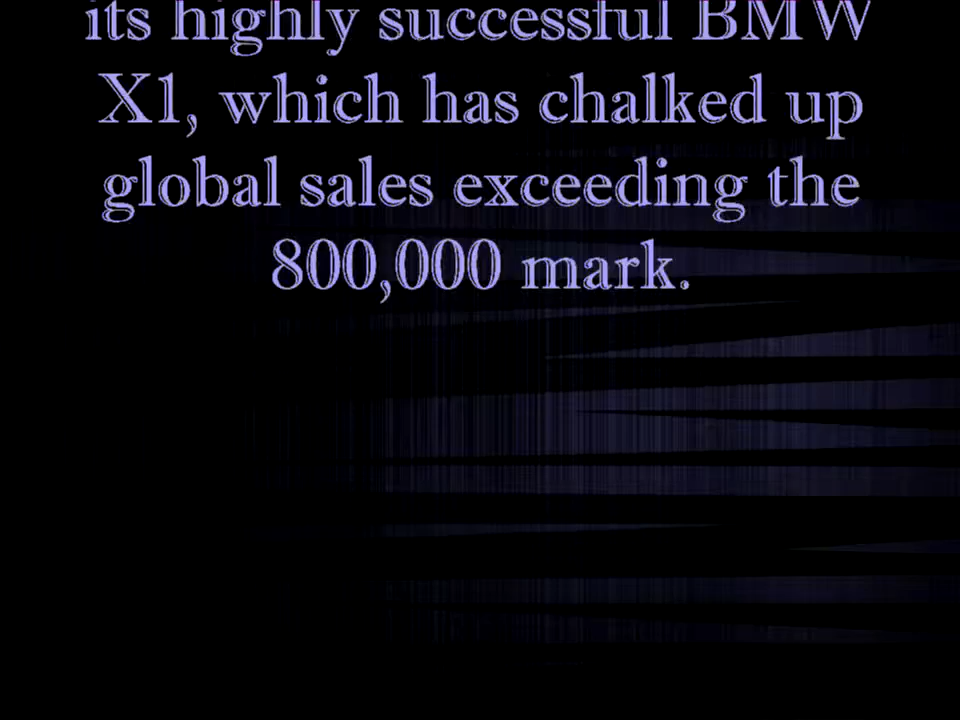 its highly successful BMW
X1, which has chalked up
global sales exceeding the
800,000 mark.